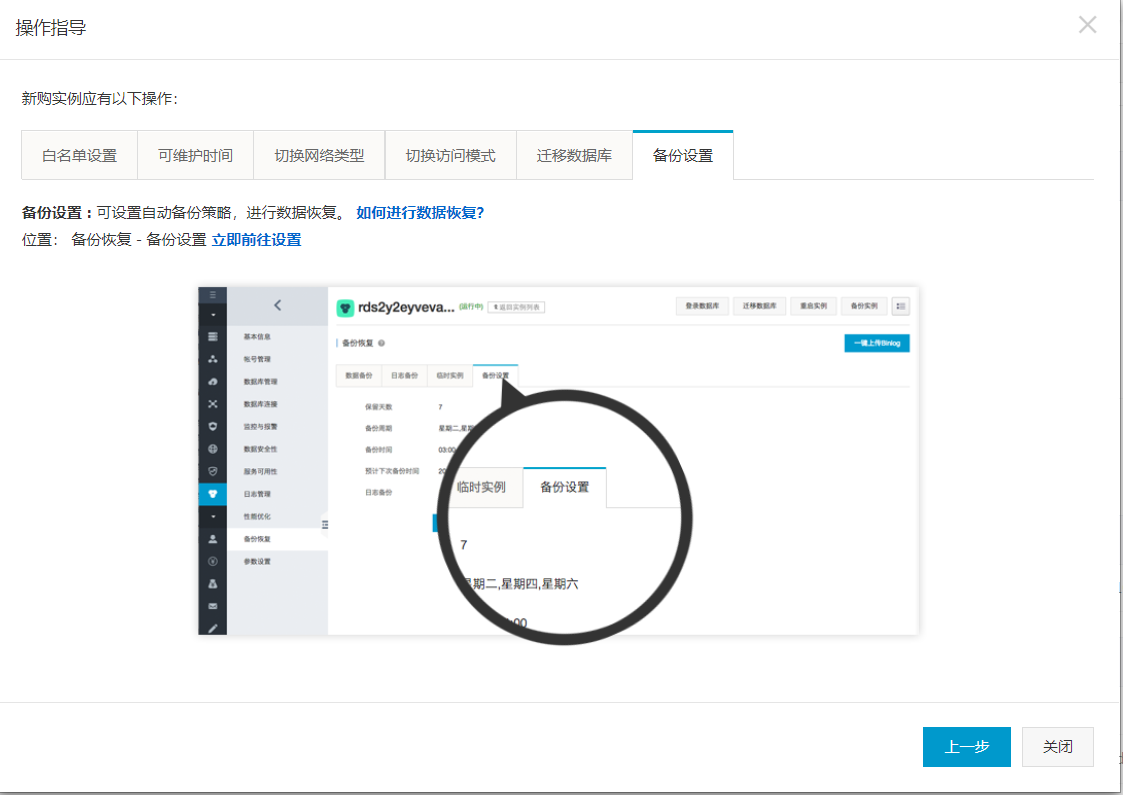 操作指导
新购实例应有以下操作：
白名单设置 可维护时间 切换网络类型 切换访问模式 迁移数据库 备份设置
备份设置：可设置自动备份策略，进行数据恢复。 如何进行数据恢复?
位置： 备份恢复 - 备份设置 立即前往设置
rds2y2eyveva... (运行中) 返回实例列表 登录数据库 迁移数据库 重启实例 备份实例
基本信息
备份恢复 一键上传Binlog
帐号管理
数据库管理 数据备份 日志备份 临时实例 备份设置
数据库连接 保留天数 7
监控与报警 备份周期 星期二,星期
数据安全性 备份时间 03:00
服务可用性 预计下次备份时间 20
日志管理 日志备份
临时实例 备份设置
性能优化
备份恢复
7
参数设置
星期二,星期四,星期六
:00
上一步 关闭